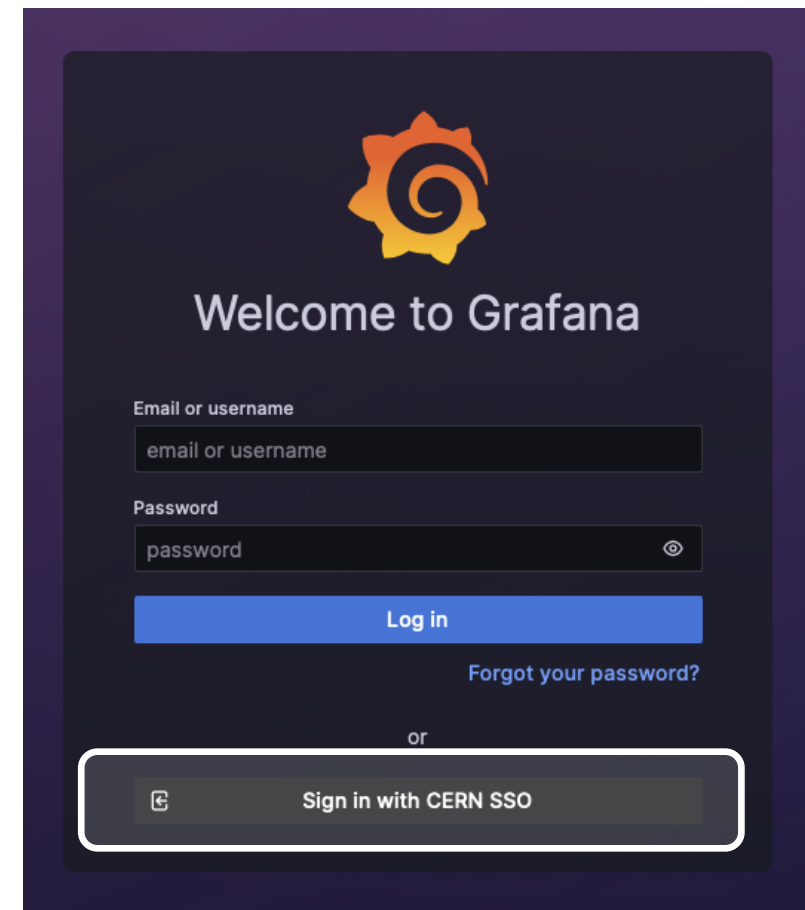 Welcome to Grafana
Email or username
email or username
Password
password
Log in
Forgot your password?
or
Sign in with CERN SSO